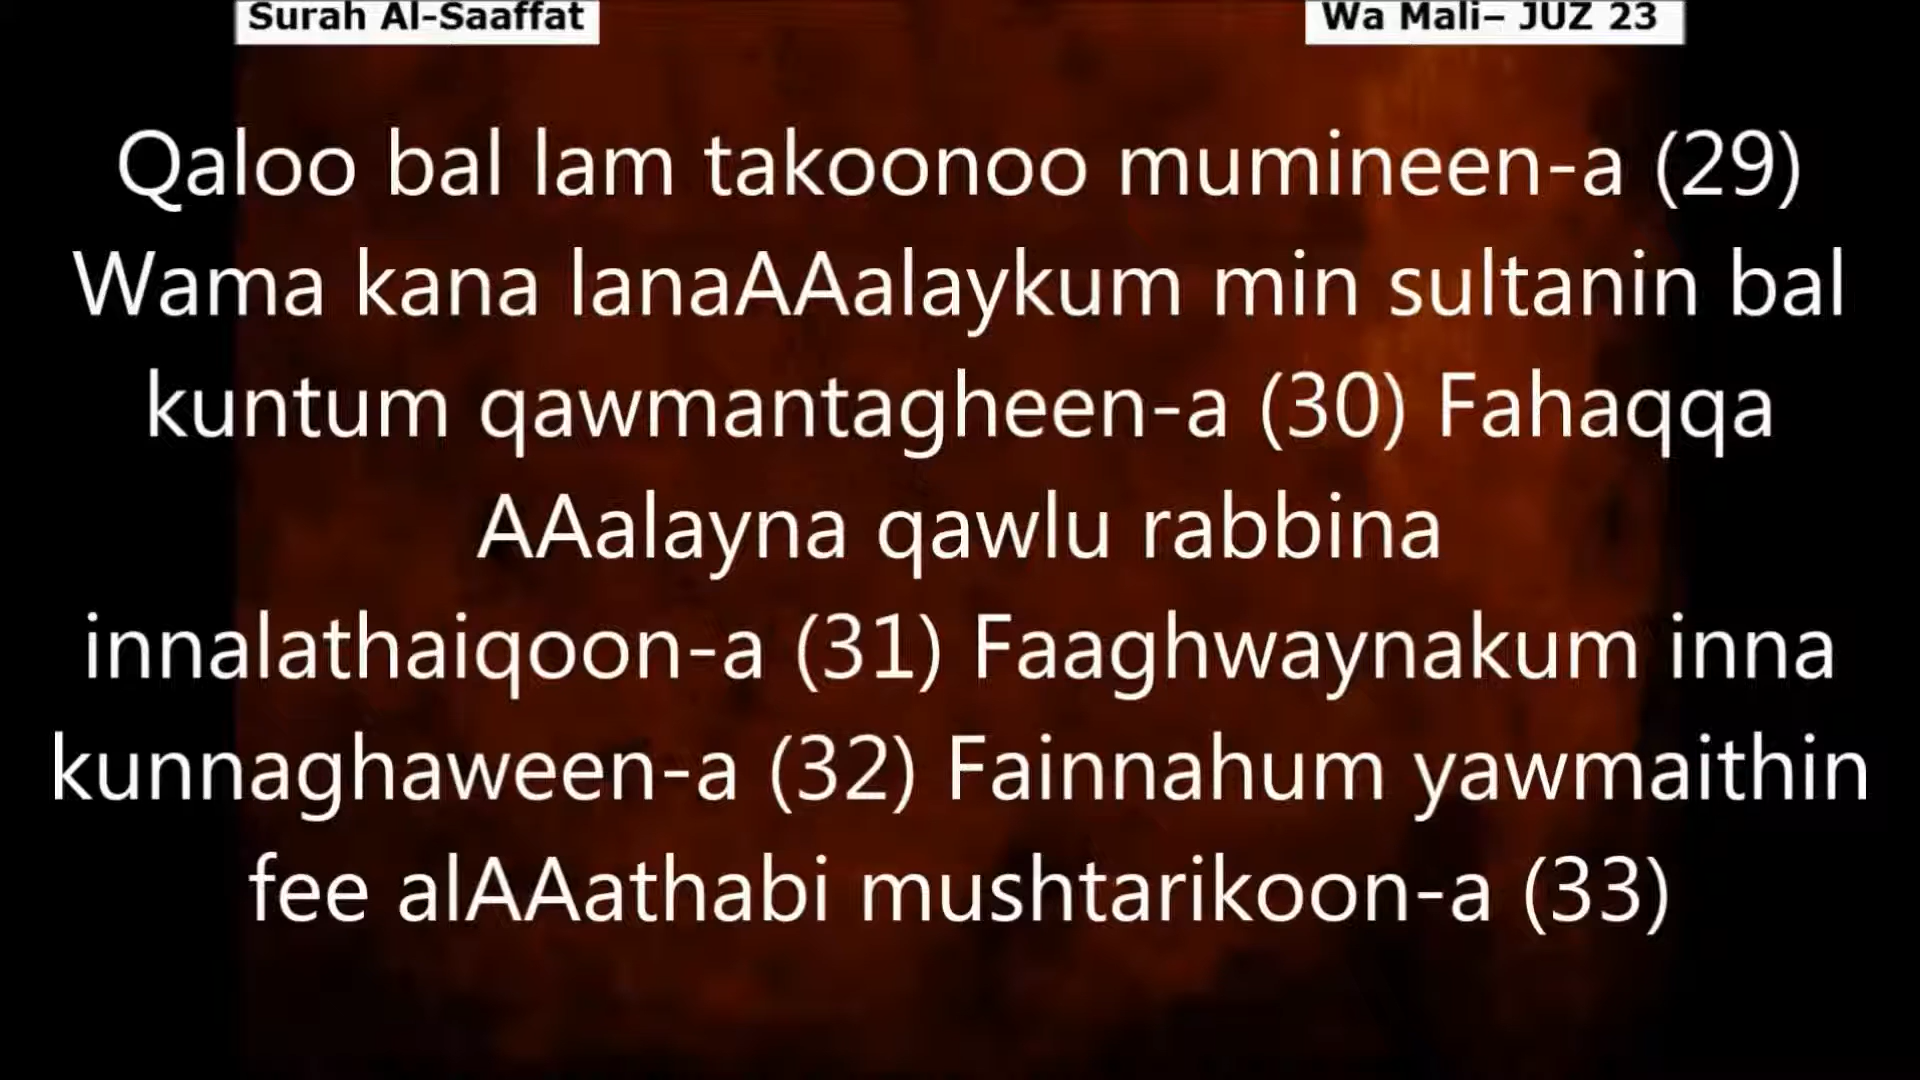 Surah Al-Saaffat
Wa Mali– JUZ 23
Qaloo bal lam takoonoo mumineen-a (29)
Wama kana lanaAAalaykum min sultanin bal
kuntum qawmantagheen-a (30) Fahaqqa
AAalayna qawlu rabbina
innalathaiqoon-a (31) Faaghwaynakum inna
kunnaghaween-a (32) Fainnahum yawmaithin
fee alAAathabi mushtarikoon-a (33)